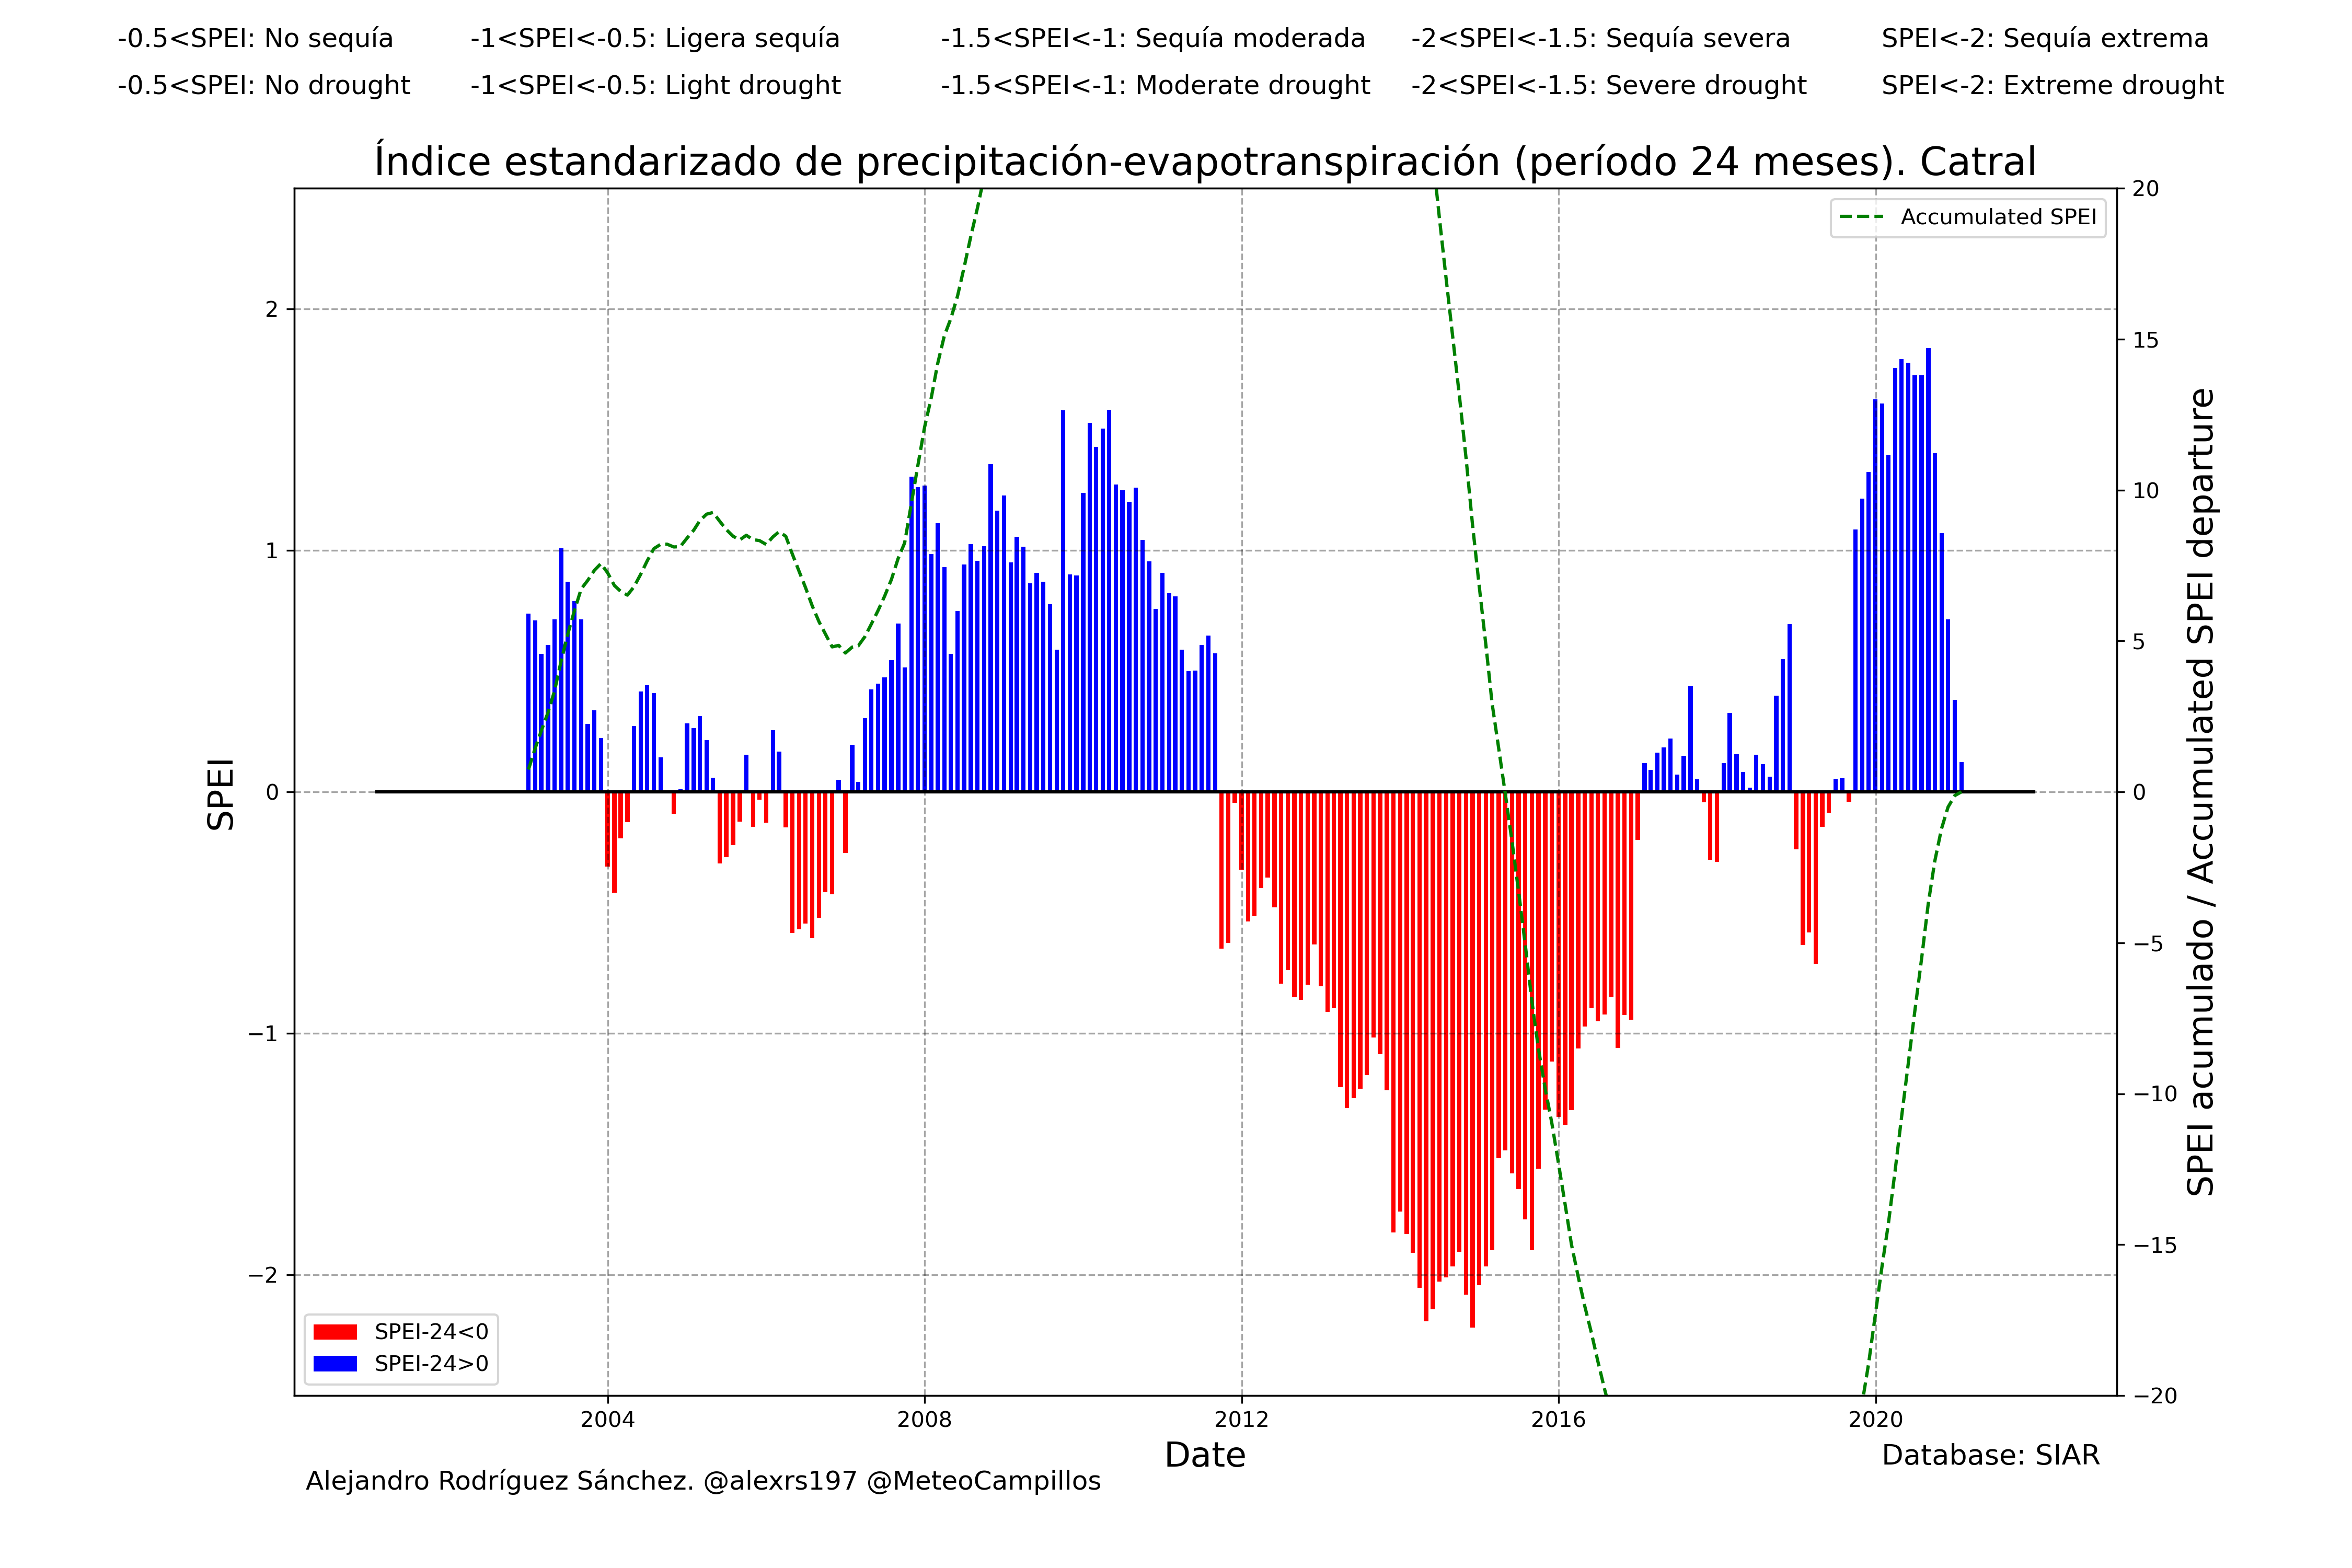 -0.5<SPEI: No sequía -1<SPEI<-0.5: Ligera sequía -1.5<SPEI<-1: Sequía moderada -2<SPEI<-1.5: Sequía severa SPEI<-2: Sequía extrema
-0.5<SPEI: No drought -1<SPEI<-0.5: Light drought -1.5<SPEI<-1: Moderate drought -2<SPEI<-1.5: Severe drought SPEI<-2: Extreme drought
Índice estandarizado de precipitación-evapotranspiración (período 24 meses). Catral
Accumulated SPEI
SPEI
2
1
0
−1
−2
20
15
10
5
0
−5
−10
−15
−20
SPEI acumulado / Accumulated SPEI departure
SPEI-24<0
SPEI-24>0
2004 2008 2012 2016 2020
Date
Database: SIAR
Alejandro Rodríguez Sánchez. @alexrs197 @MeteoCampillos